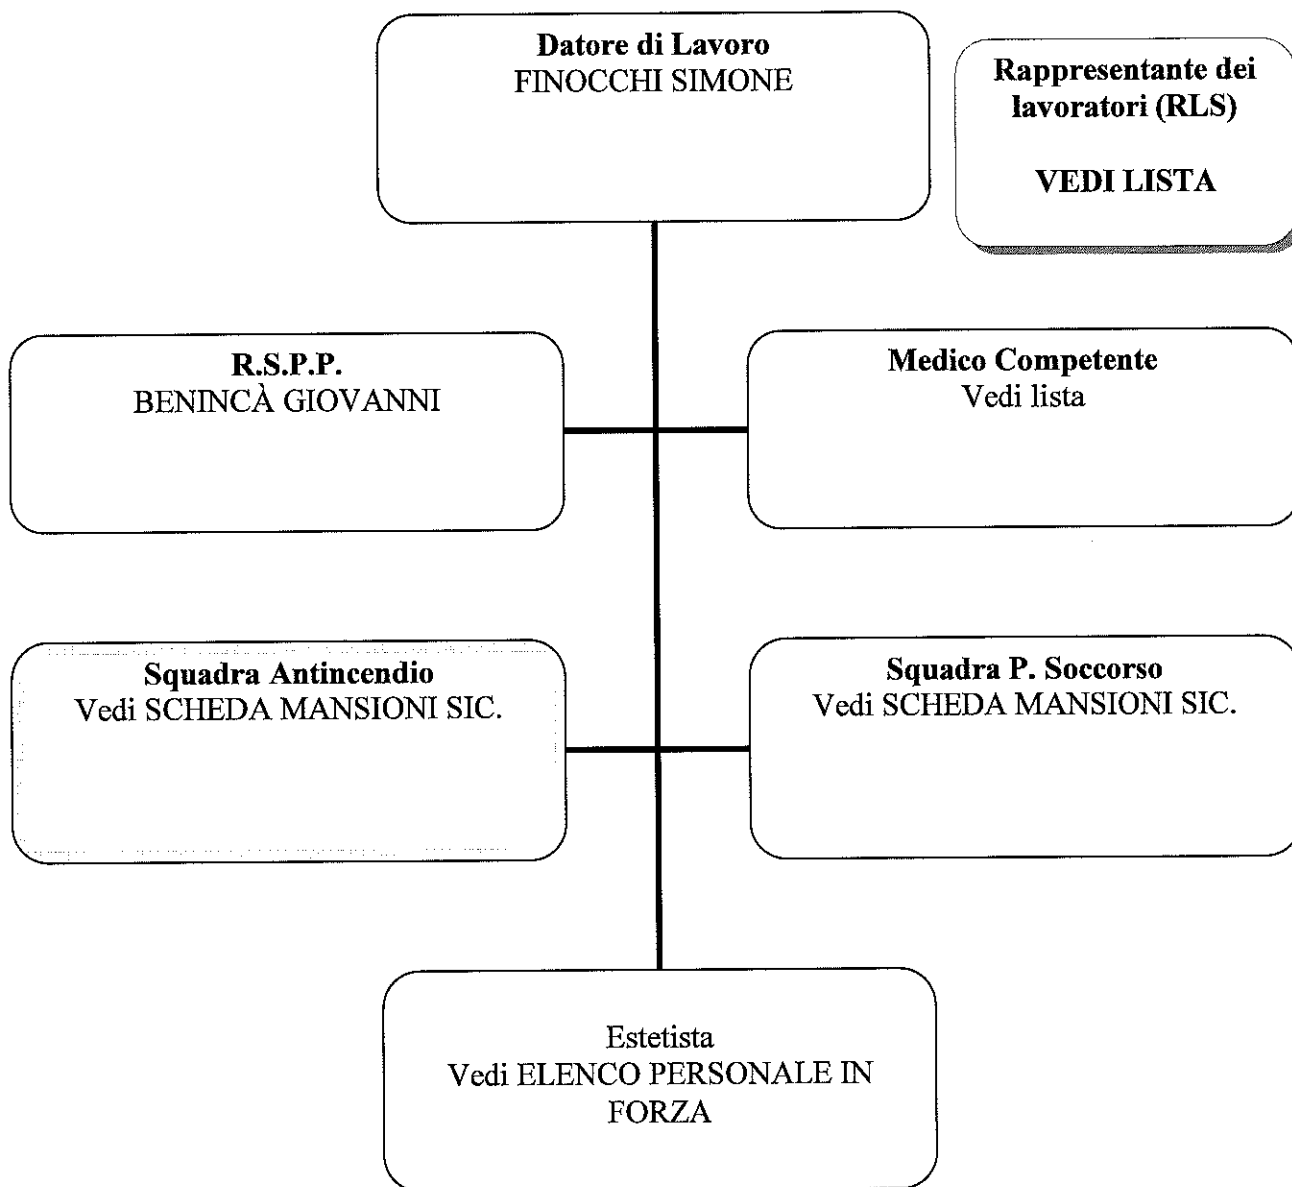 Datore di Lavoro
FINOCCHI SIMONE
Rappresentante dei
lavoratori (RLS)
VEDI LISTA
R.S.P.P.
BENINCÀ GIOVANNI
Medico Competente
Vedi lista
Squadra Antincendio
Vedi SCHEDA MANSIONI SIC.
Squadra P. Soccorso
Vedi SCHEDA MANSIONI SIC.
Estetista
Vedi ELENCO PERSONALE IN
FORZA